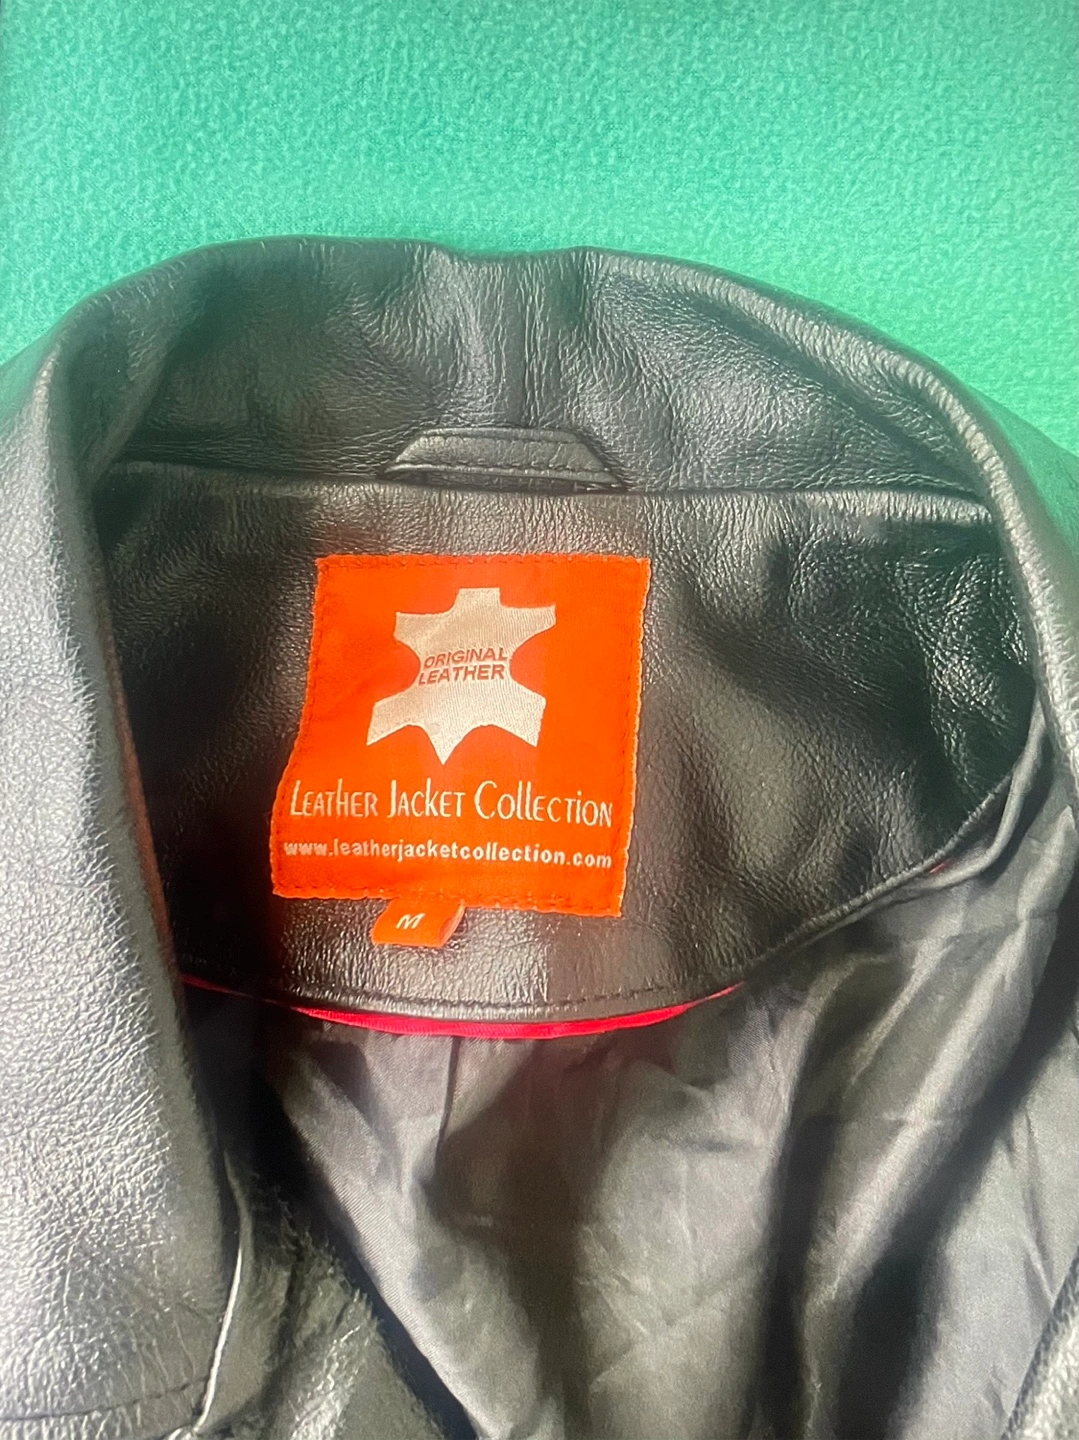 ORIGINAL
LEATHER
LEATHER JACKET COLLECTION
www.leatherjacketcollection.com
M